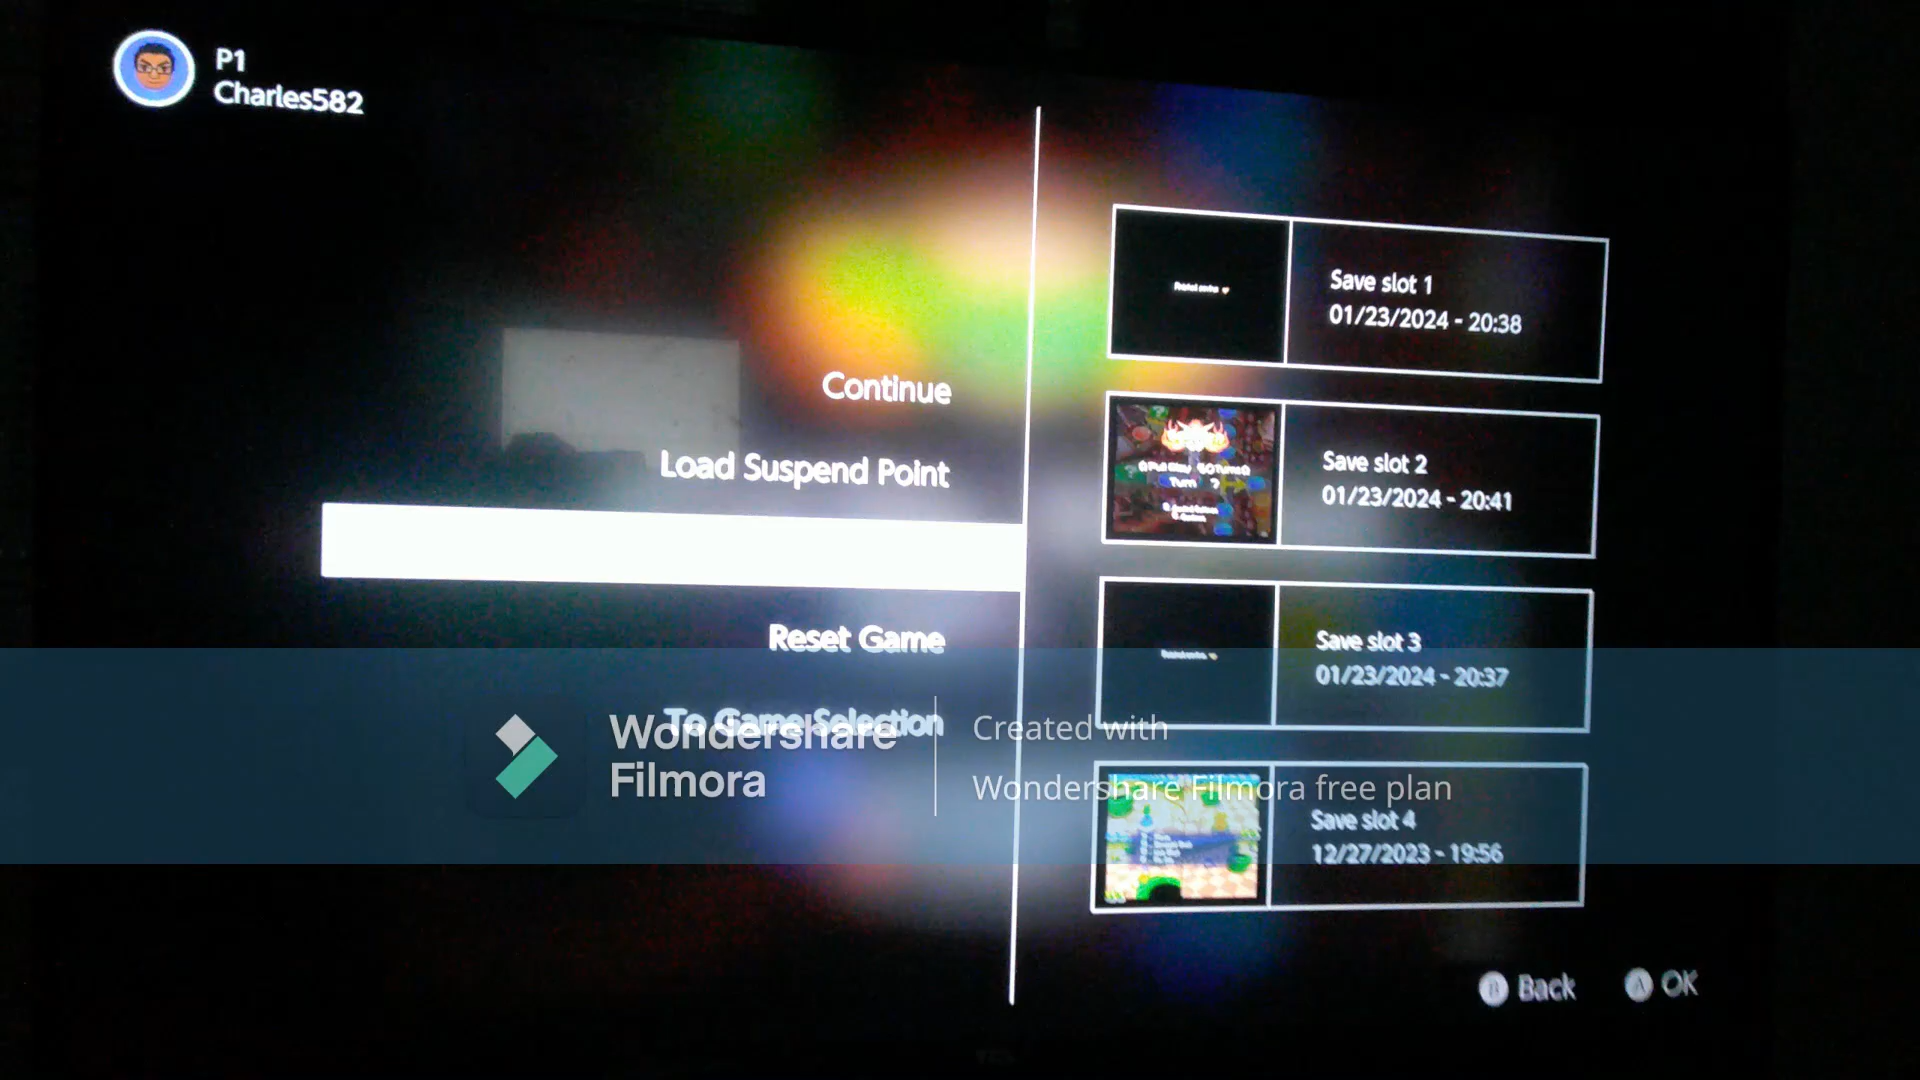 P1
Charles582
Continue
Load Suspend Point
Reset Game
To Game Selection
Save slot 1
01/23/2024 - 20:38
Save slot 2
01/23/2024 - 20:41
Save slot 3
01/23/2024 - 20:37
Save slot 4
12/27/2023 - 19:56
Wondershare
Filmora
Created with
Wondershare Filmora free plan
B Back
A OK